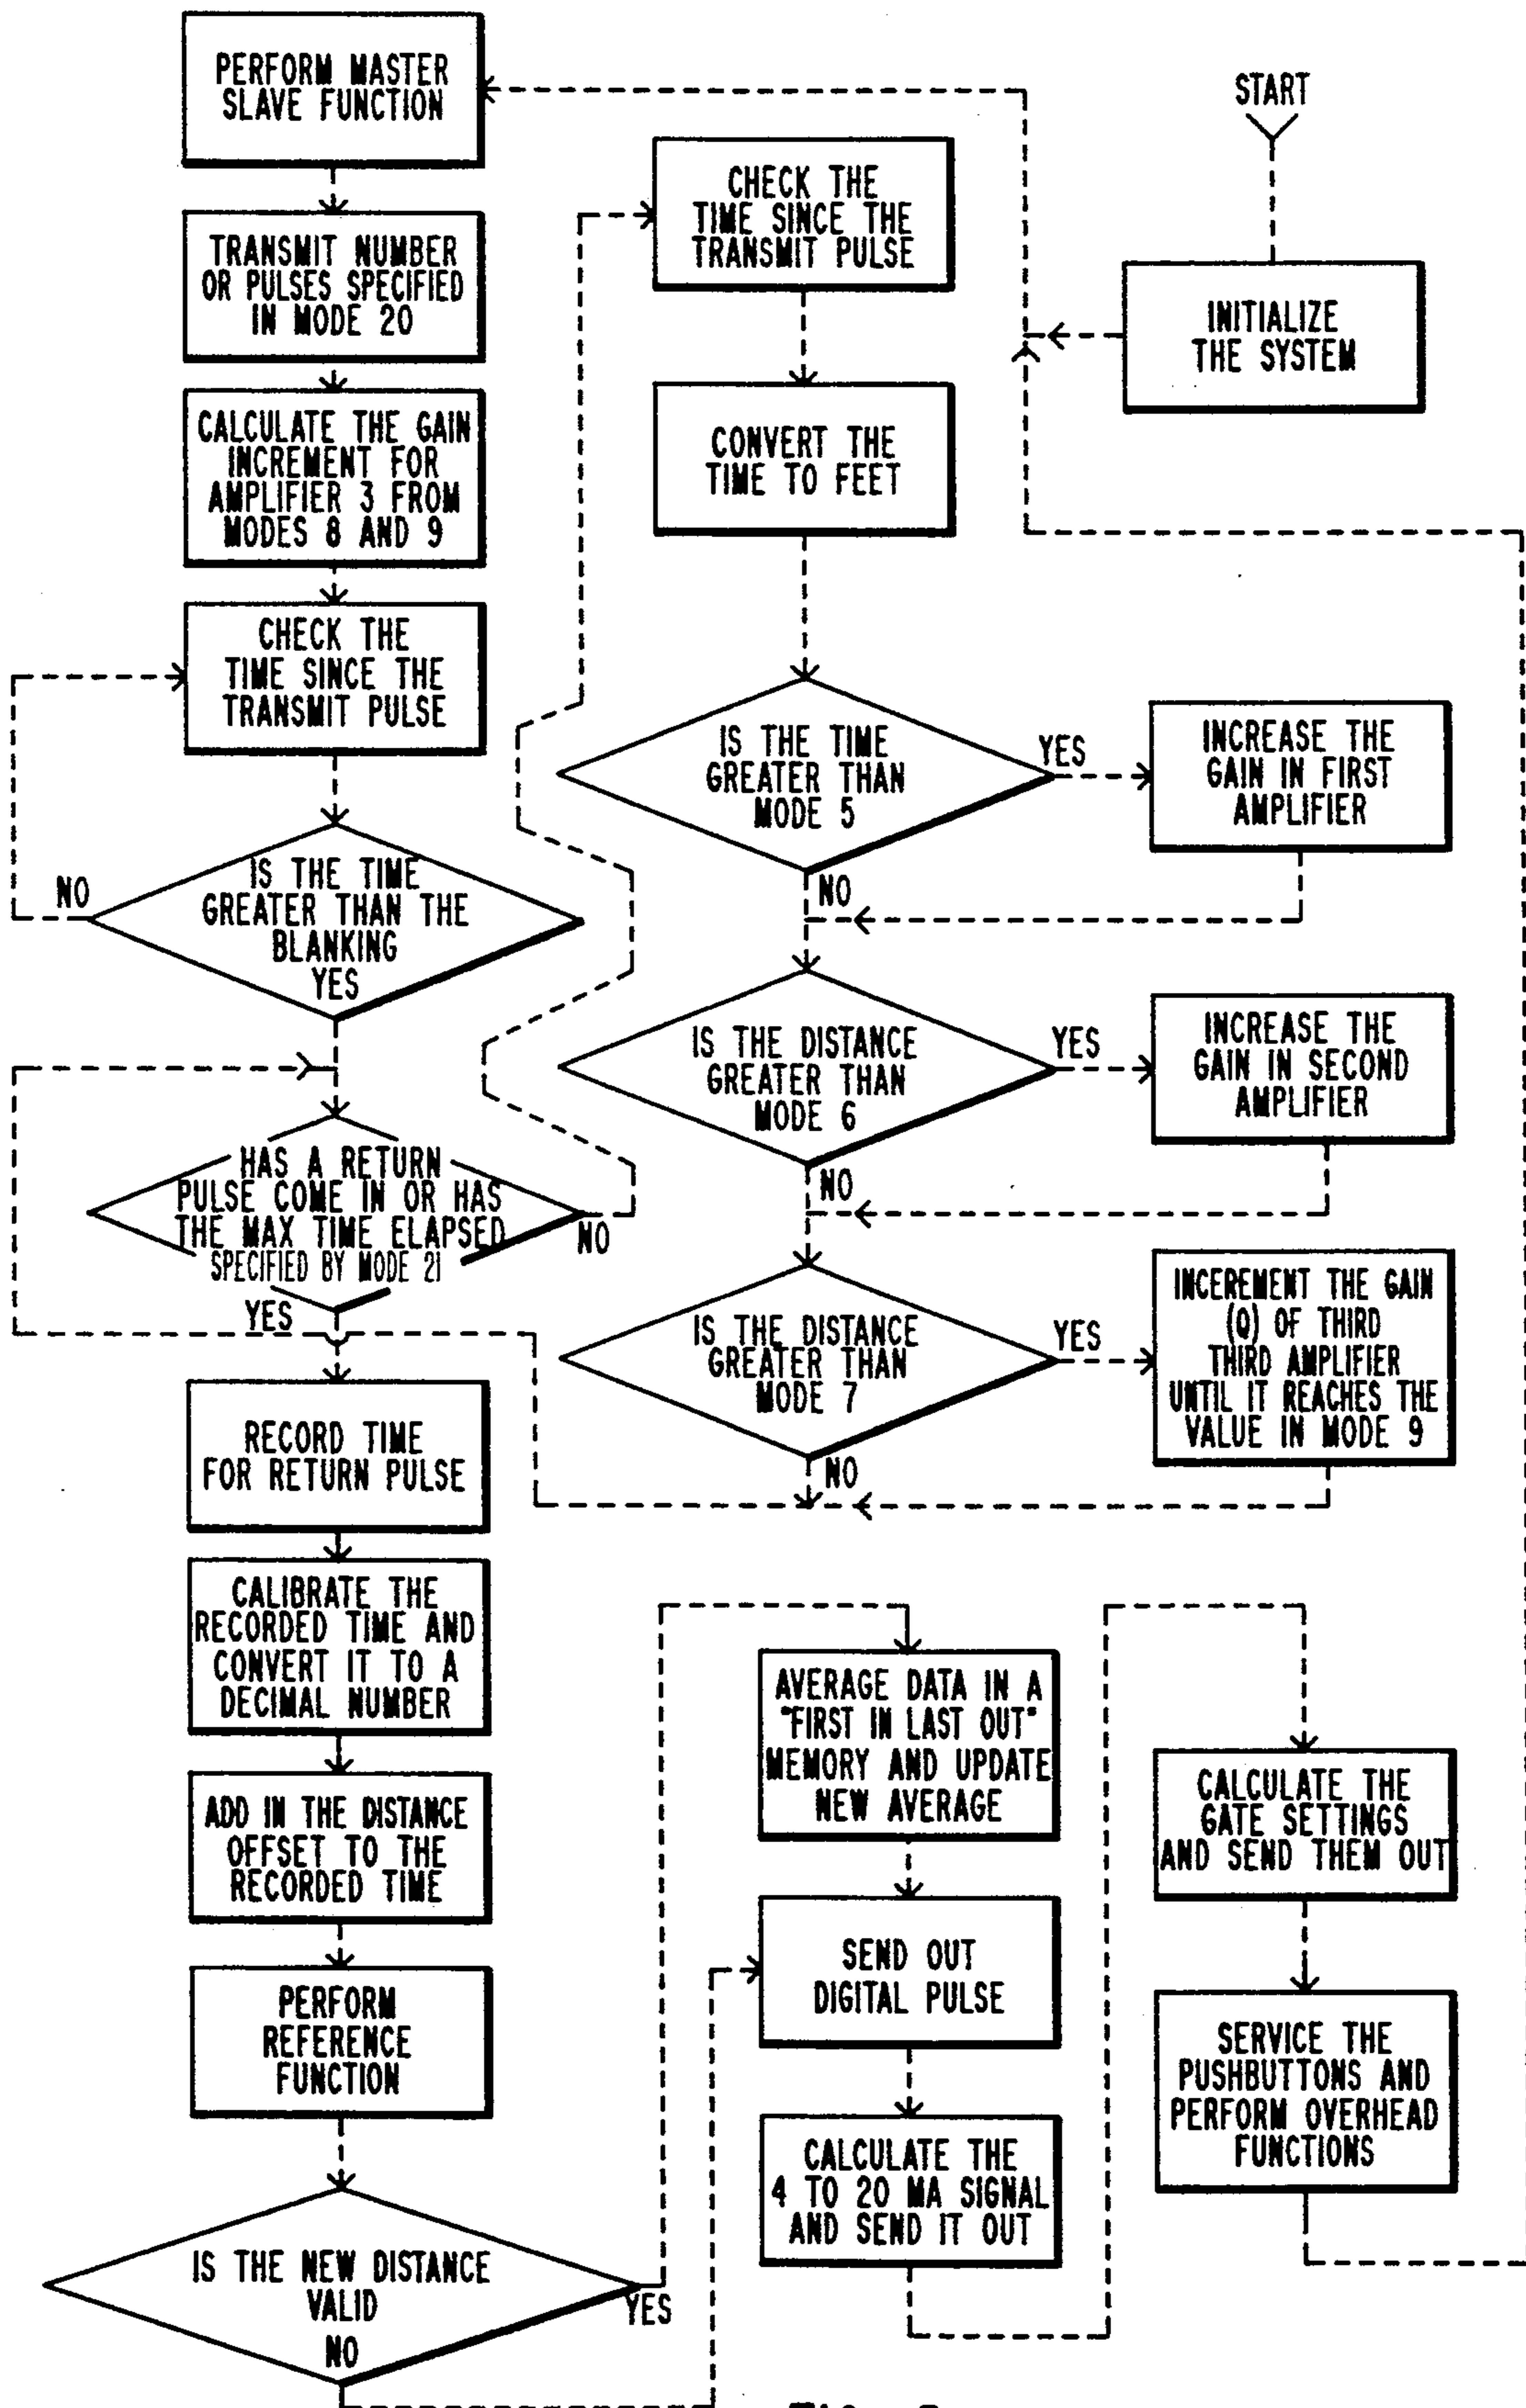 PERFORM MASTER
SLAVE FUNCTION
TRANSMIT NUMBER
OR PULSES SPECIFIED
IN MODE 20
CALCULATE THE GAIN
INCREMENT FOR
AMPLIFIER 3 FROM
MODES 8 AND 9
CHECK THE
TIME SINCE THE
TRANSMIT PULSE
IS THE TIME
GREATER THAN THE
BLANKING
YES
NO
HAS A RETURN
PULSE COME IN OR HAS
THE MAX TIME ELAPSED
SPECIFIED BY MODE 21
NO
YES
RECORD TIME
FOR RETURN PULSE
CALIBRATE THE
RECORDED TIME AND
CONVERT IT TO A
DECIMAL NUMBER
ADD IN THE DISTANCE
OFFSET TO THE
RECORDED TIME
PERFORM
REFERENCE
FUNCTION
IS THE NEW DISTANCE
VALID
NO
YES
CHECK THE
TIME SINCE THE
TRANSMIT PULSE
CONVERT THE
TIME TO FEET
IS THE TIME
GREATER THAN
MODE 5
YES
NO
IS THE DISTANCE
GREATER THAN
MODE 6
YES
NO
IS THE DISTANCE
GREATER THAN
MODE 7
YES
NO
AVERAGE DATA IN A
"FIRST IN LAST OUT"
MEMORY AND UPDATE
NEW AVERAGE
SEND OUT
DIGITAL PULSE
CALCULATE THE
4 TO 20 MA SIGNAL
AND SEND IT OUT
START
INITIALIZE
THE SYSTEM
INCREASE THE
GAIN IN FIRST
AMPLIFIER
INCREASE THE
GAIN IN SECOND
AMPLIFIER
INCEREMENT THE GAIN
(Q) OF THIRD
THIRD AMPLIFIER
UNTIL IT REACHES THE
VALUE IN MODE 9
CALCULATE THE
GATE SETTINGS
AND SEND THEM OUT
SERVICE THE
PUSHBUTTONS AND
PERFORM OVERHEAD
FUNCTIONS